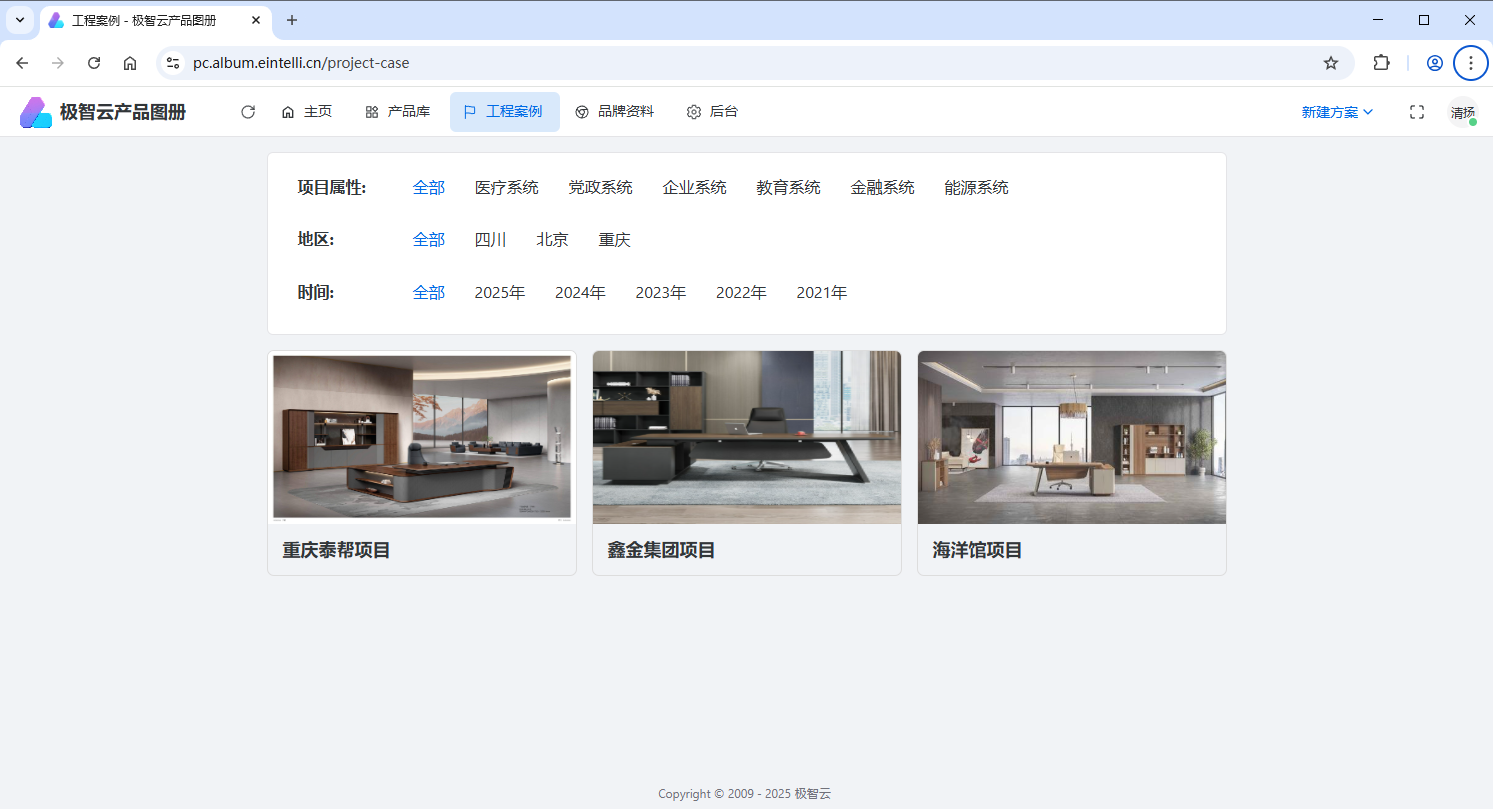 工程案例 - 极智云产品图册
pc.album.eintelli.cn/project-case
极智云产品图册 主页 产品库 工程案例 品牌资料 后台 新建方案 清扬
项目属性: 全部 医疗系统 党政系统 企业系统 教育系统 金融系统 能源系统
地区: 全部 四川 北京 重庆
时间: 全部 2025年 2024年 2023年 2022年 2021年
重庆泰帮项目 鑫金集团项目 海洋馆项目
Copyright © 2009 - 2025 极智云